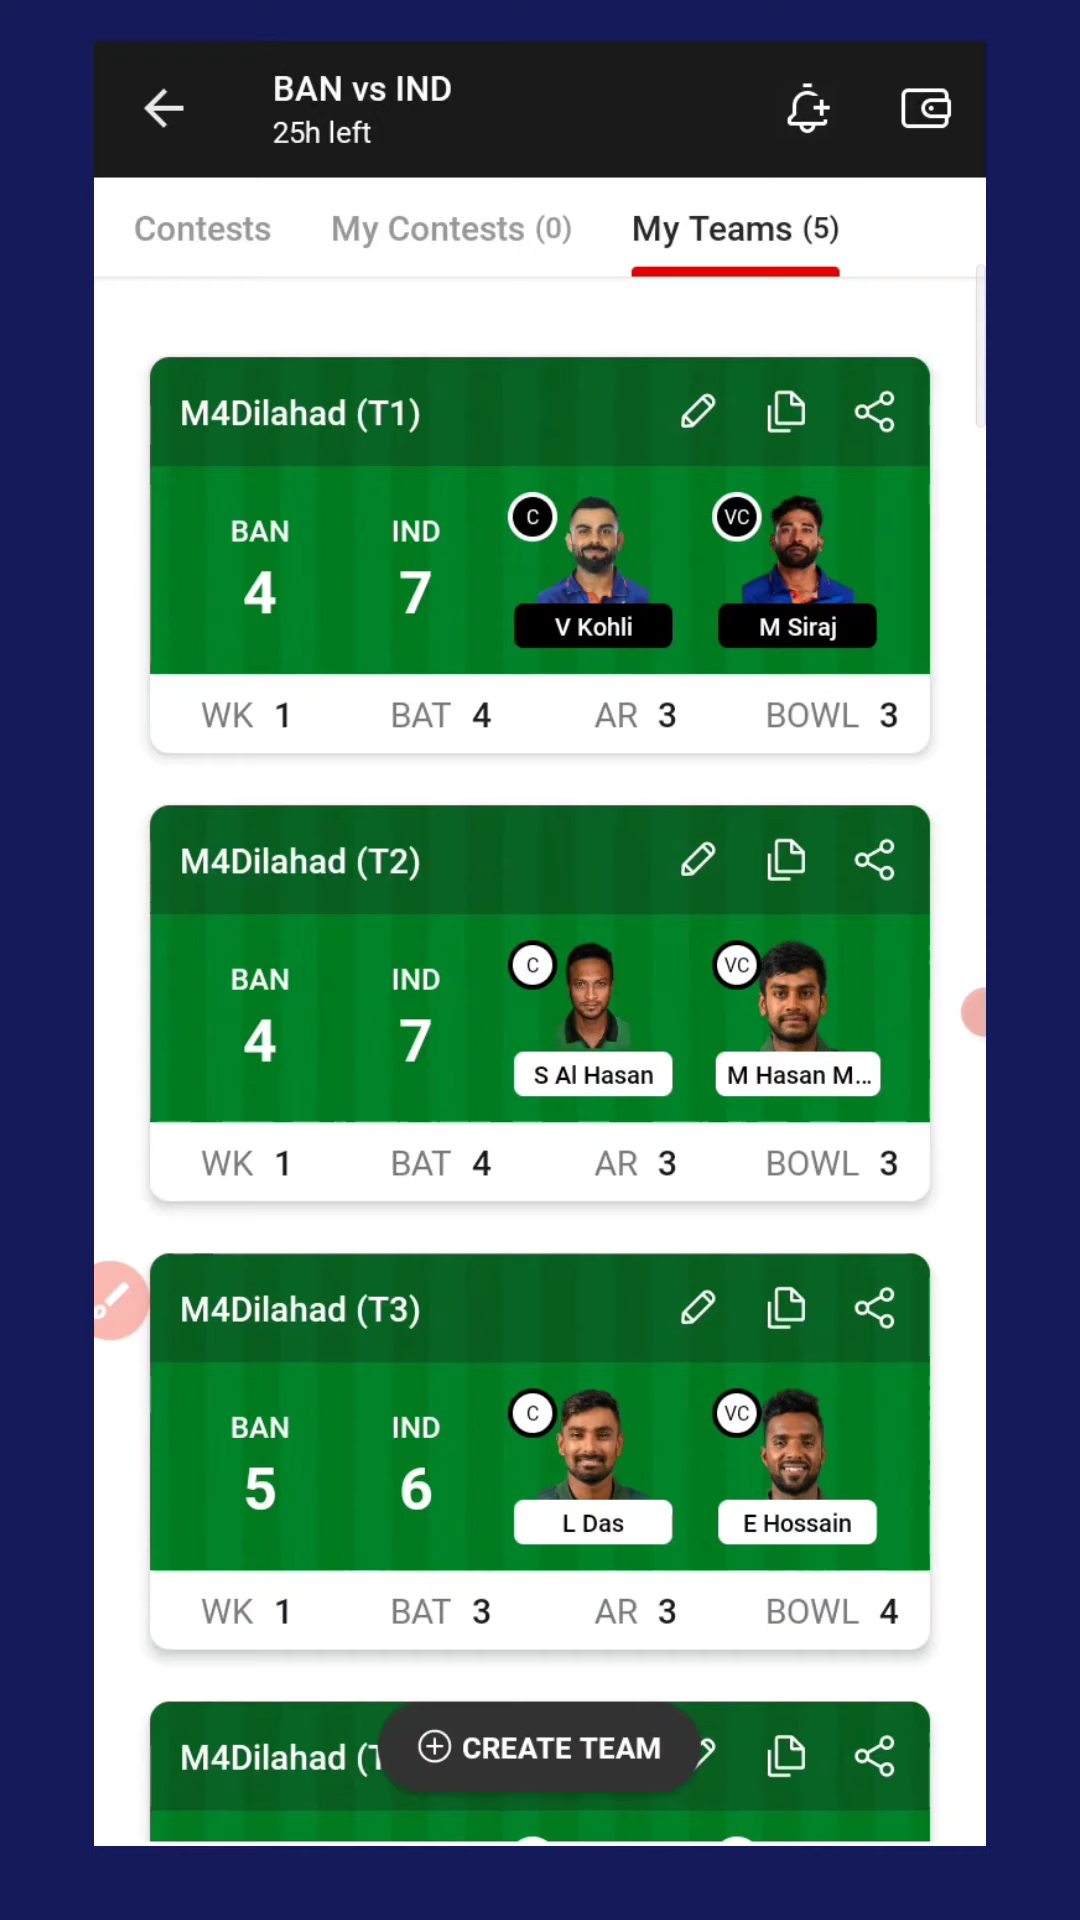 BAN vs IND
25h left
Contests My Contests (0) My Teams (5)
M4Dilahad (T1)
BAN IND C VC
4 7
V Kohli M Siraj
WK 1 BAT 4 AR 3 BOWL 3
M4Dilahad (T2)
BAN IND C VC
4 7
S Al Hasan M Hasan M...
WK 1 BAT 4 AR 3 BOWL 3
M4Dilahad (T3)
BAN IND C VC
5 6
L Das E Hossain
WK 1 BAT 3 AR 3 BOWL 4
M4Dilahad (T
CREATE TEAM